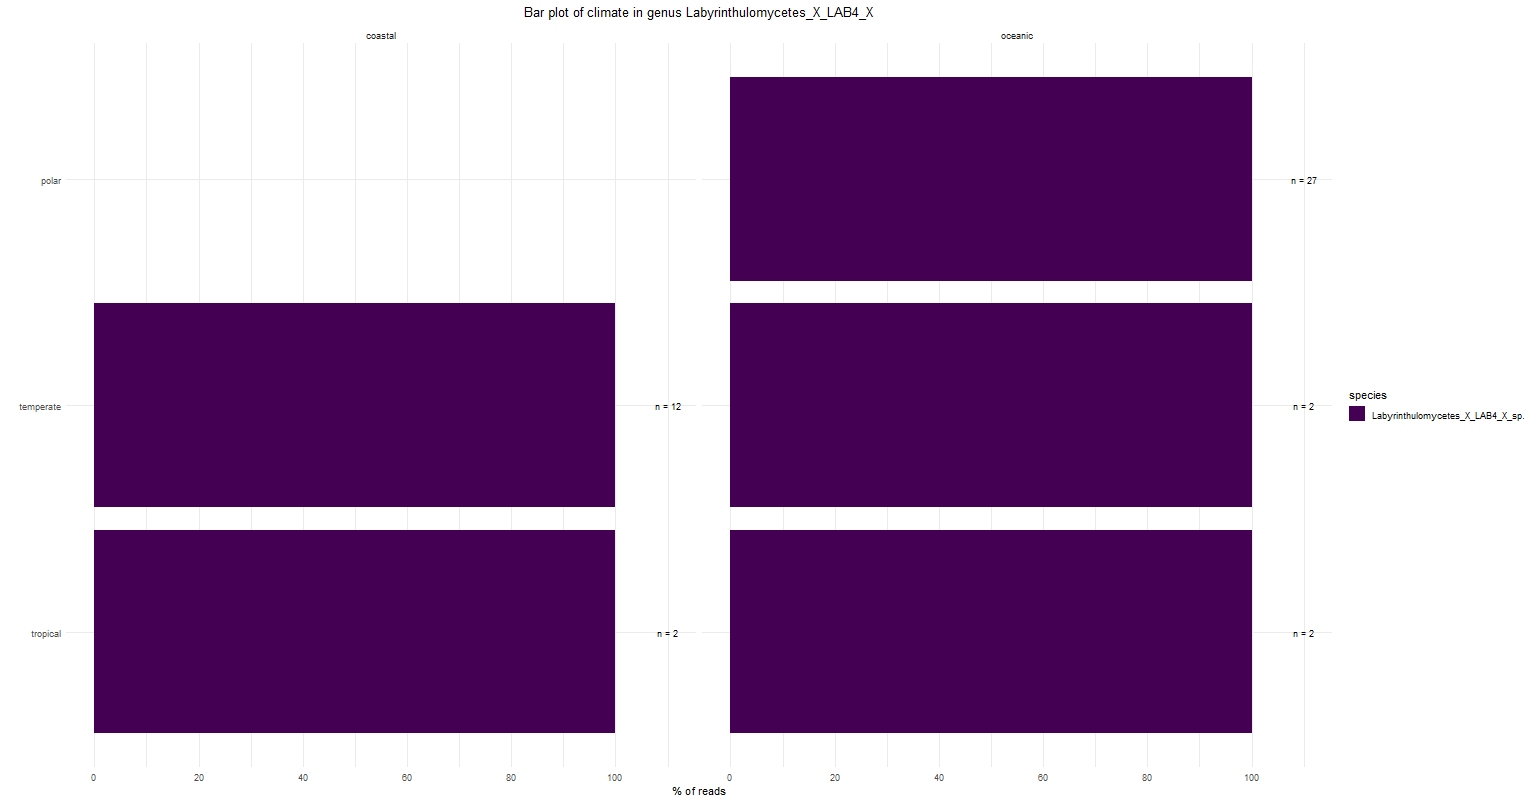 Bar plot of climate in genus Labyrinthulomycetes_X_LAB4_X
coastal
oceanic
polar
n = 27
temperate
n = 12
n = 2
tropical
n = 2
n = 2
0 20 40 60 80 100
0 20 40 60 80 100
% of reads
species
Labyrinthulomycetes_X_LAB4_X_sp.